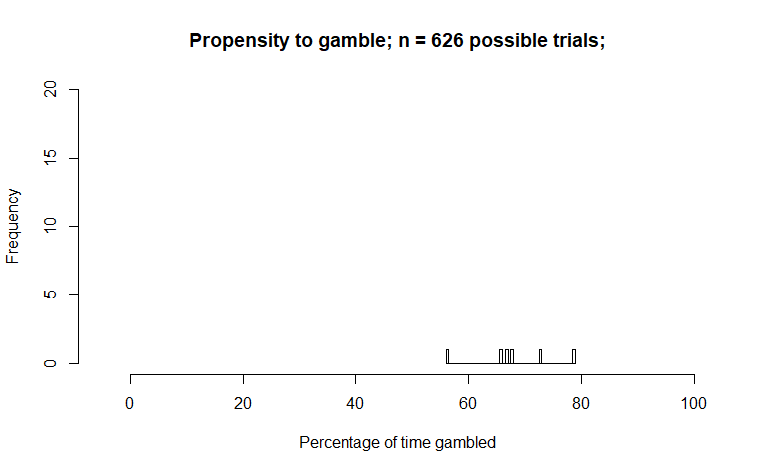 Propensity to gamble; n = 626 possible trials;
20
15
10
5
0
Frequency
0 20 40 60 80 100
Percentage of time gambled